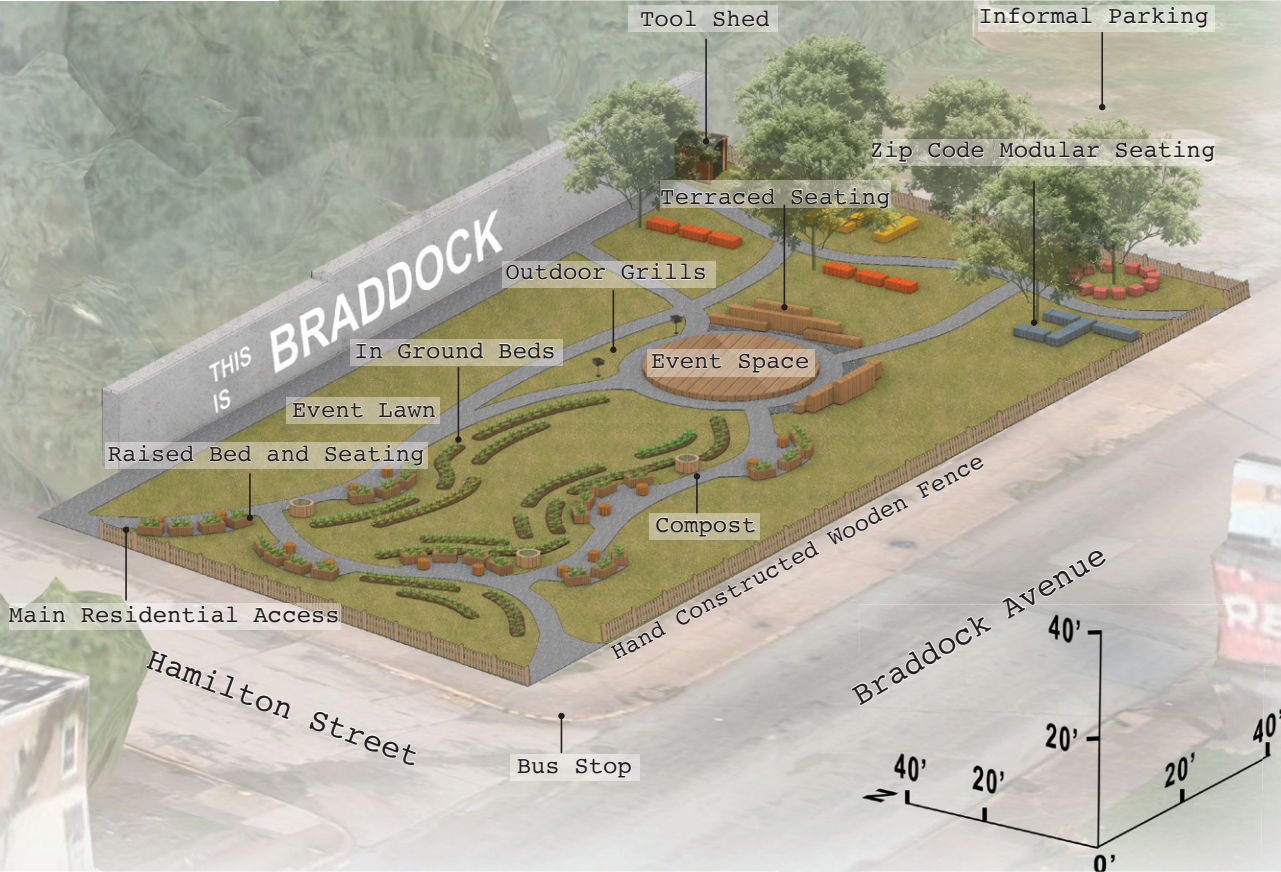 Tool Shed
Informal Parking
Zip Code Modular Seating
Terraced Seating
THIS
IS
BRADDOCK
Outdoor Grills
In Ground Beds
Event Space
Event Lawn
Raised Bed and Seating
Compost
Hand Constructed Wooden Fence
Main Residential Access
Hamilton Street
Braddock Avenue
Bus Stop
40'
20'
40'
20'
N
0'
20'
40'